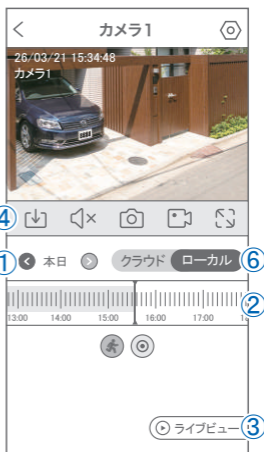 カメラ1
26/03/21 15:34:48
カメラ1
④
① 本日 クラウド ローカル ⑥
②
13:00 14:00 15:00 16:00 17:00
③ ライブビュー